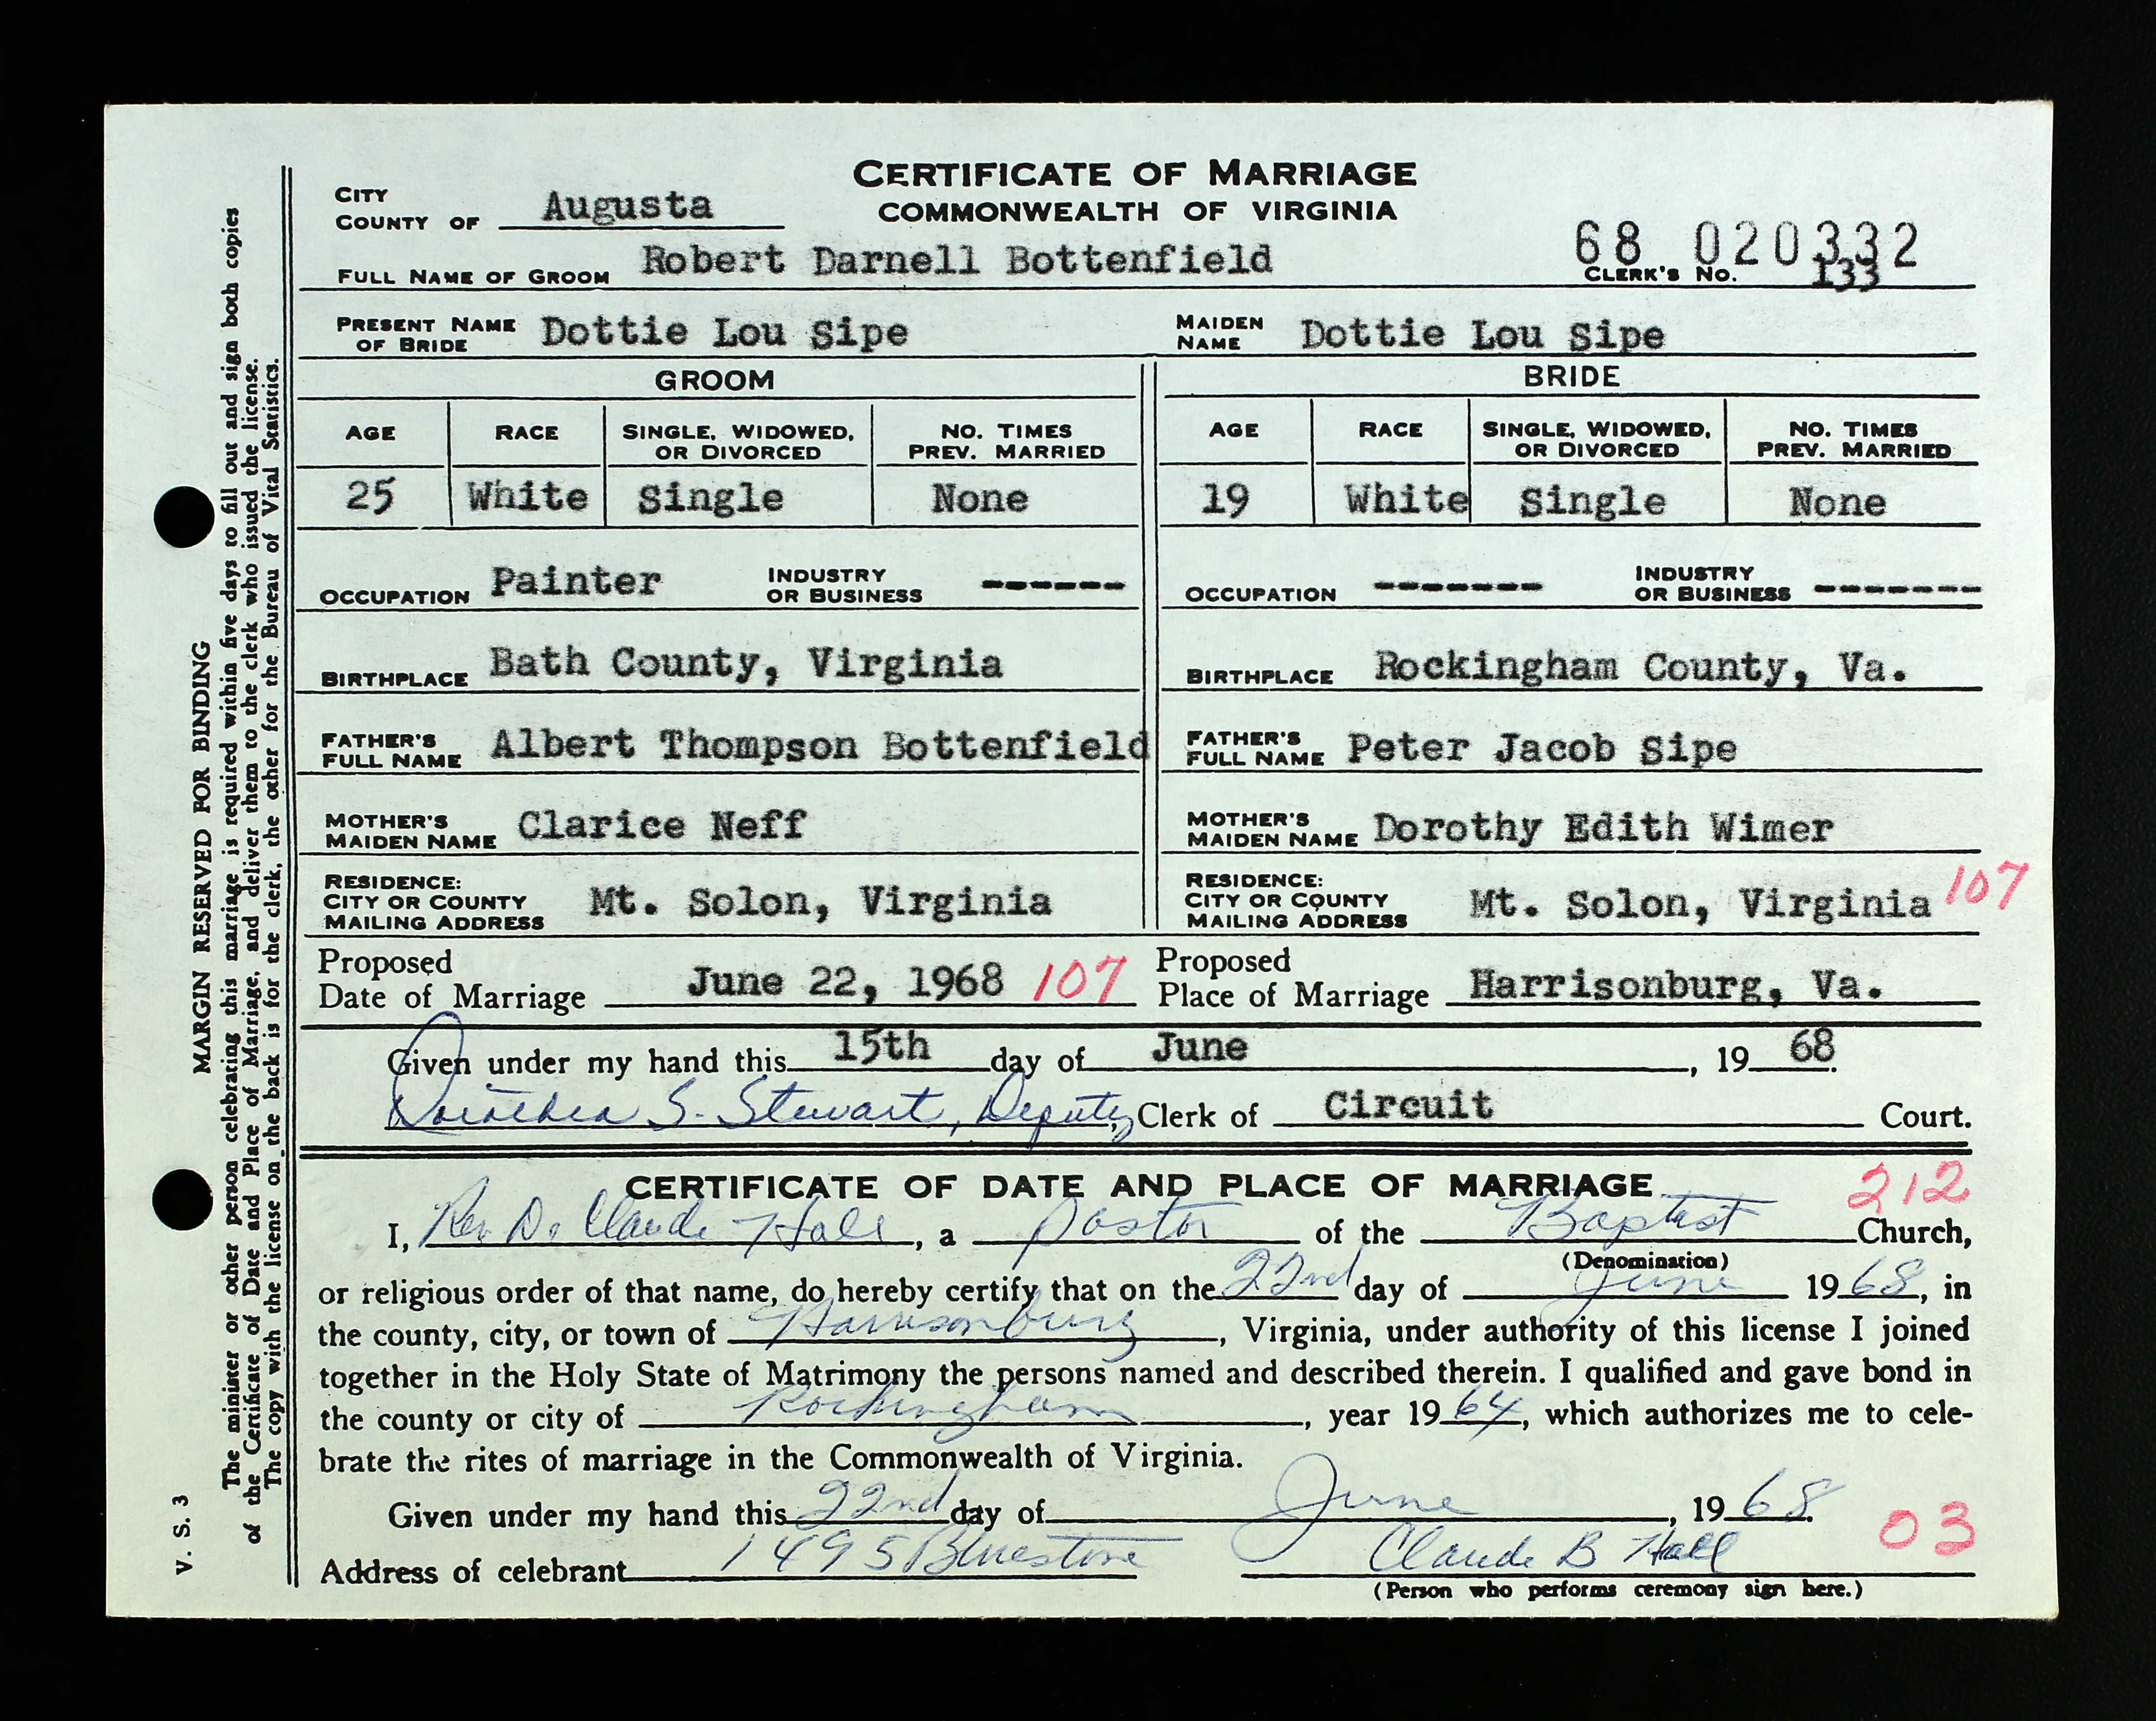 CERTIFICATE OF MARRIAGE
COMMONWEALTH OF VIRGINIA
CITY
COUNTY OF Augusta
68 020332
FULL NAME OF GROOM Robert Darnell Bottenfield CLERK'S NO. 133
PRESENT NAME OF BRIDE Dottie Lou Sipe MAIDEN NAME Dottie Lou Sipe
GROOM BRIDE
AGE RACE SINGLE, WIDOWED, OR DIVORCED NO. TIMES PREV. MARRIED AGE RACE SINGLE, WIDOWED, OR DIVORCED NO. TIMES PREV. MARRIED
25 White Single None 19 White Single None
OCCUPATION Painter INDUSTRY OR BUSINESS ------ OCCUPATION ------- INDUSTRY OR BUSINESS -------
BIRTHPLACE Bath County, Virginia BIRTHPLACE Rockingham County, Va.
FATHER'S FULL NAME Albert Thompson Bottenfield FATHER'S FULL NAME Peter Jacob Sipe
MOTHER'S MAIDEN NAME Clarice Neff MOTHER'S MAIDEN NAME Dorothy Edith Wimer
RESIDENCE: CITY OR COUNTY MAILING ADDRESS Mt. Solon, Virginia RESIDENCE: CITY OR COUNTY MAILING ADDRESS Mt. Solon, Virginia 107
Proposed Date of Marriage June 22, 1968 107 Proposed Place of Marriage Harrisonburg, Va.
Given under my hand this 15th day of June, 19 68.
Dorothea S. Stewart, Deputy, Clerk of Circuit Court.
CERTIFICATE OF DATE AND PLACE OF MARRIAGE 212
I, Rev. Claude Hall, a Pastor of the Baptist Church,
(Denomination)
or religious order of that name, do hereby certify that on the 22nd day of June 1968, in
the county, city, or town of Harrisonburg, Virginia, under authority of this license I joined
together in the Holy State of Matrimony the persons named and described therein. I qualified and gave bond in
the county or city of Rockingham, year 1964, which authorizes me to cele-
brate the rites of marriage in the Commonwealth of Virginia.
Given under my hand this 22nd day of June, 1968.
03
Address of celebrant 149 S Bluestone Claude B Hall
(Person who performs ceremony sign here.)
MARGIN RESERVED FOR BINDING
The minister or other person celebrating this marriage is required within five days to fill out and sign both copies
of the Certificate of Date and Place of Marriage, and deliver them to the clerk who issued the license.
The copy with the license on the back is for the clerk, the other for the Bureau of Vital Statistics.
V. S. 3